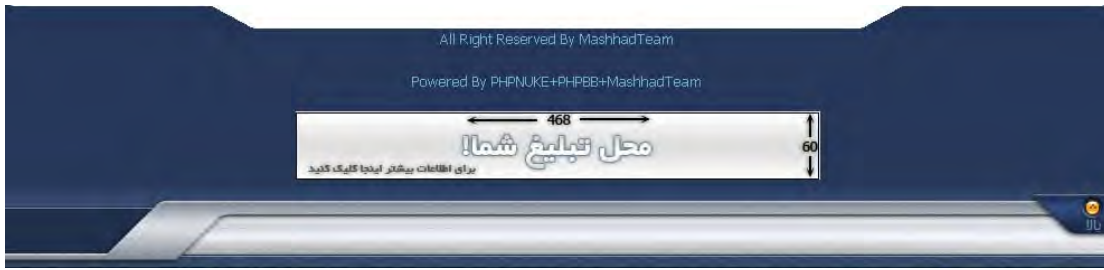 All Right Reserved By MashhadTeam
Powered By PHPNUKE+PHPBB+MashhadTeam
468
محل تبلیغ شما!
60
برای اطلاعات بیشتر اینجا کلیک کنید
بالا